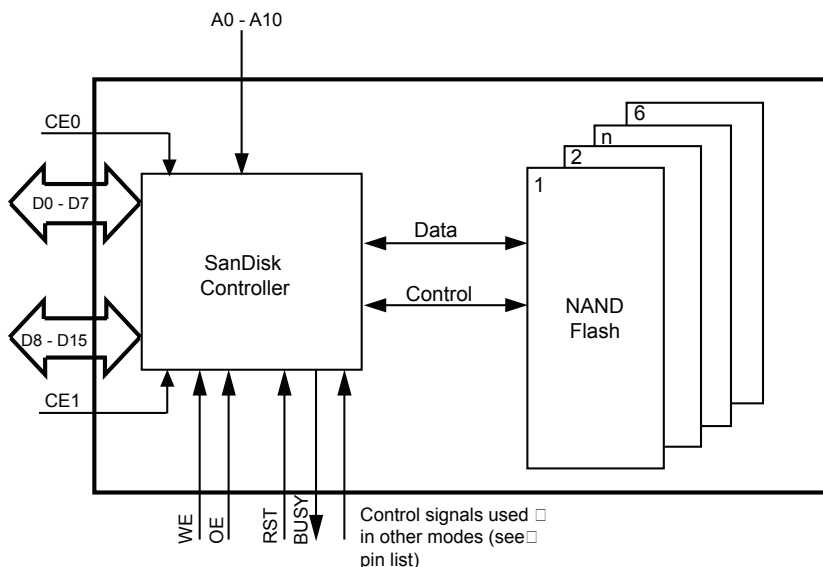 A0 - A10
CE0
D0 - D7
D8 - D15
CE1
SanDisk
Controller
Data
Control
6
n
2
1
NAND
Flash
WE
OE
RST
BUSY
Control signals used □
in other modes (see□
pin list)